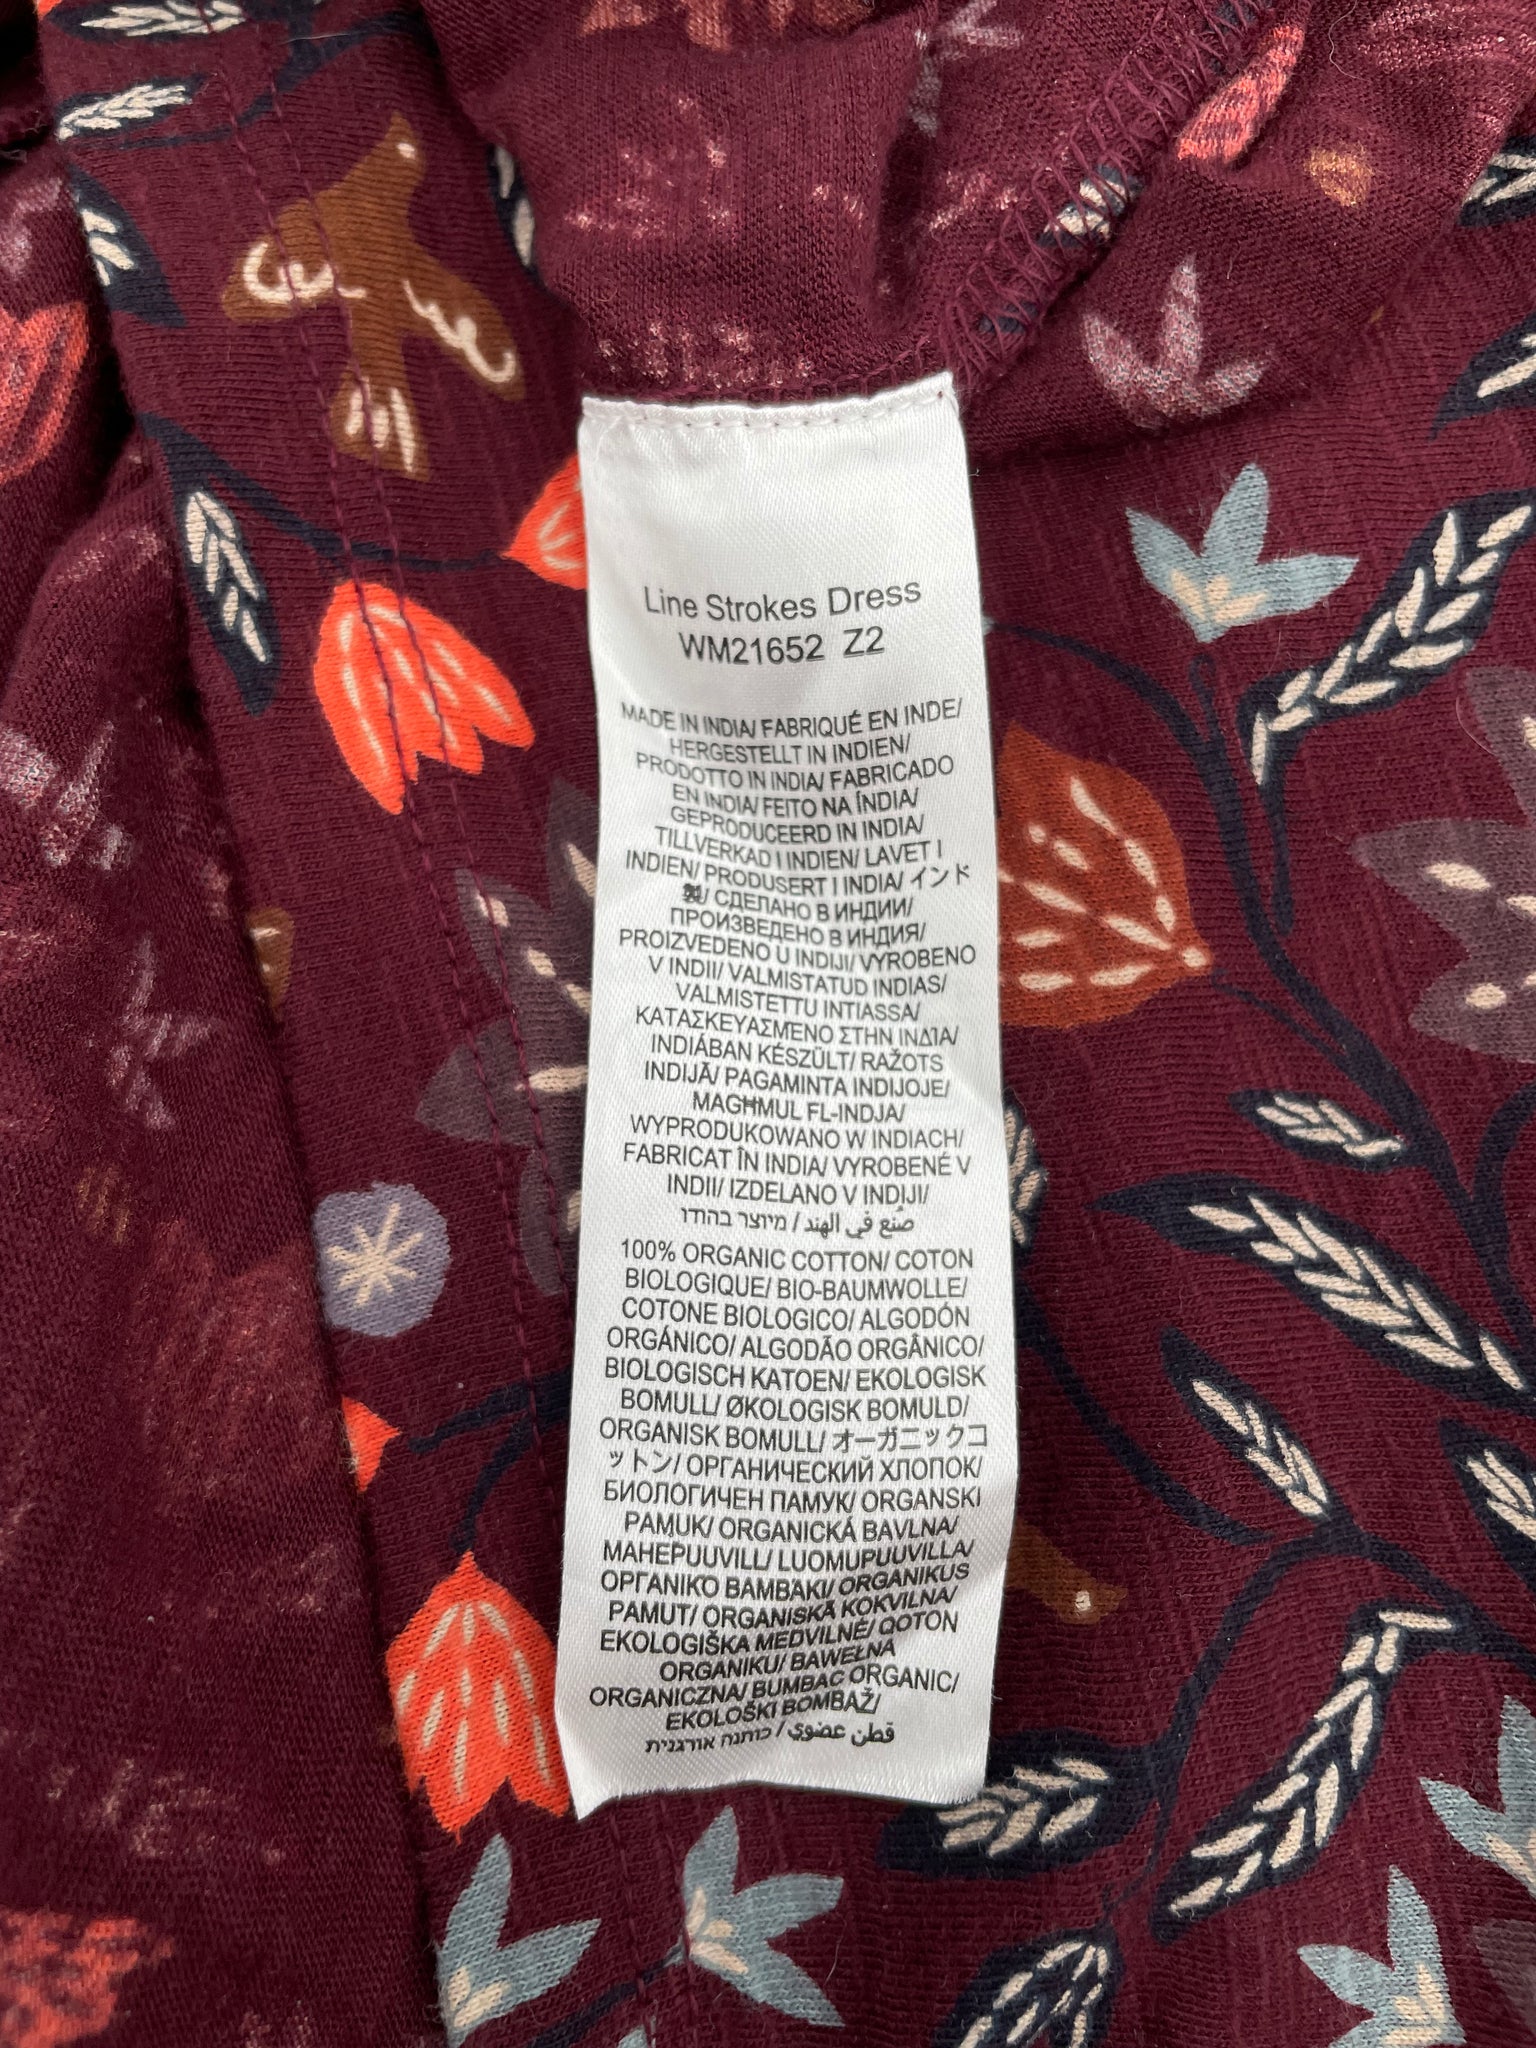 Line Strokes Dress
WM21652 Z2
MADE IN INDIA/ FABRIQUÉ EN INDE/
HERGESTELLT IN INDIEN/
PRODOTTO IN INDIA/ FABRICADO
EN INDIA/ FEITO NA ÍNDIA/
GEPRODUCEERD IN INDIA/
TILLVERKAD I INDIEN/ LAVET I
INDIEN/ PRODUSERT I INDIA/ インド
製/ СДЕЛАНО В ИНДИИ/
ПРОИЗВЕДЕНО В ИНДИЯ/
PROIZVEDENO U INDIJI/ VYROBENO
V INDII/ VALMISTATUD INDIAS/
VALMISTETTU INTIASSA/
ΚΑΤΑΣΚΕΥΑΣΜΕΝΟ ΣΤΗΝ ΙΝΔΙΑ/
INDIÁBAN KÉSZÜLT/ RAŽOTS
INDIJĀ/ PAGAMINTA INDIJOJE/
MAGĦMUL FL-INDJA/
WYPRODUKOWANO W INDIACH/
FABRICAT ÎN INDIA/ VYROBENÉ V
INDII/ IZDELANO V INDIJI/
صُنع في الهند / מיוצר בהודו
100% ORGANIC COTTON/ COTON
BIOLOGIQUE/ BIO-BAUMWOLLE/
COTONE BIOLOGICO/ ALGODÓN
ORGÁNICO/ ALGODÃO ORGÂNICO/
BIOLOGISCH KATOEN/ EKOLOGISK
BOMULL/ ØKOLOGISK BOMULD/
ORGANISK BOMULL/ オーガニックコ
ットン/ ОРГАНИЧЕСКИЙ ХЛОПОК/
БИОЛОГИЧЕН ПАМУК/ ORGANSKI
PAMUK/ ORGANICKÁ BAVLNA/
MAHEPUUVILL/ LUOMUPUUVILLA/
ΟΡΓΑΝΙΚΟ ΒΑΜΒΑΚΙ/ ORGANIKUS
PAMUT/ ORGANISKĀ KOKVILNA/
EKOLOGIŠKA MEDVILNĖ/ QOTON
ORGANIKU/ BAWEŁNA
ORGANICZNA/ BUMBAC ORGANIC/
EKOLOŠKI BOMBAŽ/
قطن عضوي / כותנה אורגנית